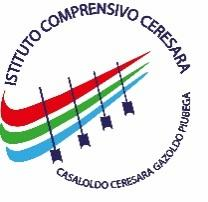 ISTITUTO COMPRENSIVO CERESARA
CASALOLDO CERESARA GAZOLDO PIUBEGA